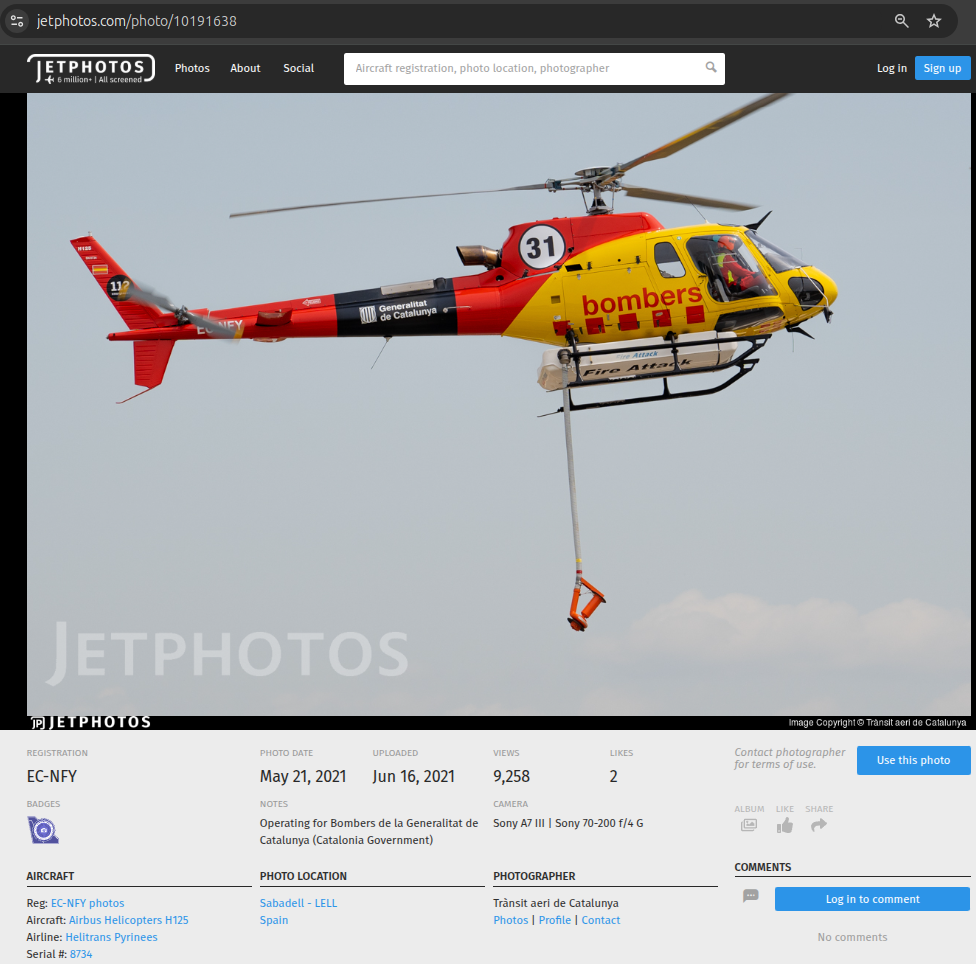 jetphotos.com/photo/10191638
JETPHOTOS
6 million+ | All screened
Photos About Social
Aircraft registration, photo location, photographer
Log in Sign up
31
H125
112
EC-NFY
Generalitat
de Catalunya
bombers
Fire Attack
Fire Attack
JETPHOTOS
JP JETPHOTOS
Image Copyright © Trànsit aeri de Catalunya
REGISTRATION
EC-NFY
PHOTO DATE
May 21, 2021
UPLOADED
Jun 16, 2021
VIEWS
9,258
LIKES
2
BADGES
NOTES
Operating for Bombers de la Generalitat de
Catalunya (Catalonia Government)
CAMERA
Sony A7 III | Sony 70-200 f/4 G
Contact photographer
for terms of use.
Use this photo
ALBUM LIKE SHARE
AIRCRAFT
Reg: EC-NFY photos
Aircraft: Airbus Helicopters H125
Airline: Helitrans Pyrinees
Serial #: 8734
PHOTO LOCATION
Sabadell - LELL
Spain
PHOTOGRAPHER
Trànsit aeri de Catalunya
Photos | Profile | Contact
COMMENTS
Log in to comment
No comments